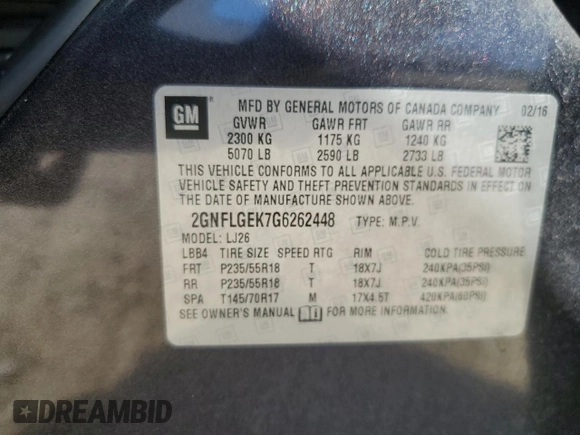 GM
MFD BY GENERAL MOTORS OF CANADA COMPANY 02/16
GVWR GAWR FRT GAWR RR
2300 KG 1175 KG 1240 KG
5070 LB 2590 LB 2733 LB
THIS VEHICLE CONFORMS TO ALL APPLICABLE U.S. FEDERAL MOTOR
VEHICLE SAFETY AND THEFT PREVENTION STANDARDS IN EFFECT ON
THE DATE OF MANUFACTURE SHOWN ABOVE.
2GNFLGEK7G6262448 TYPE: M.P.V.
MODEL: LJ26
LBB4 TIRE SIZE SPEED RTG RIM COLD TIRE PRESSURE
FRT P235/55R18 T 18X7J 240KPA(35PSI)
RR P235/55R18 T 18X7J 240KPA(35PSI)
SPA T145/70R17 M 17X4.5T 420KPA(60PSI)
SEE OWNER'S MANUAL FOR MORE INFORMATION.
DREAMBID